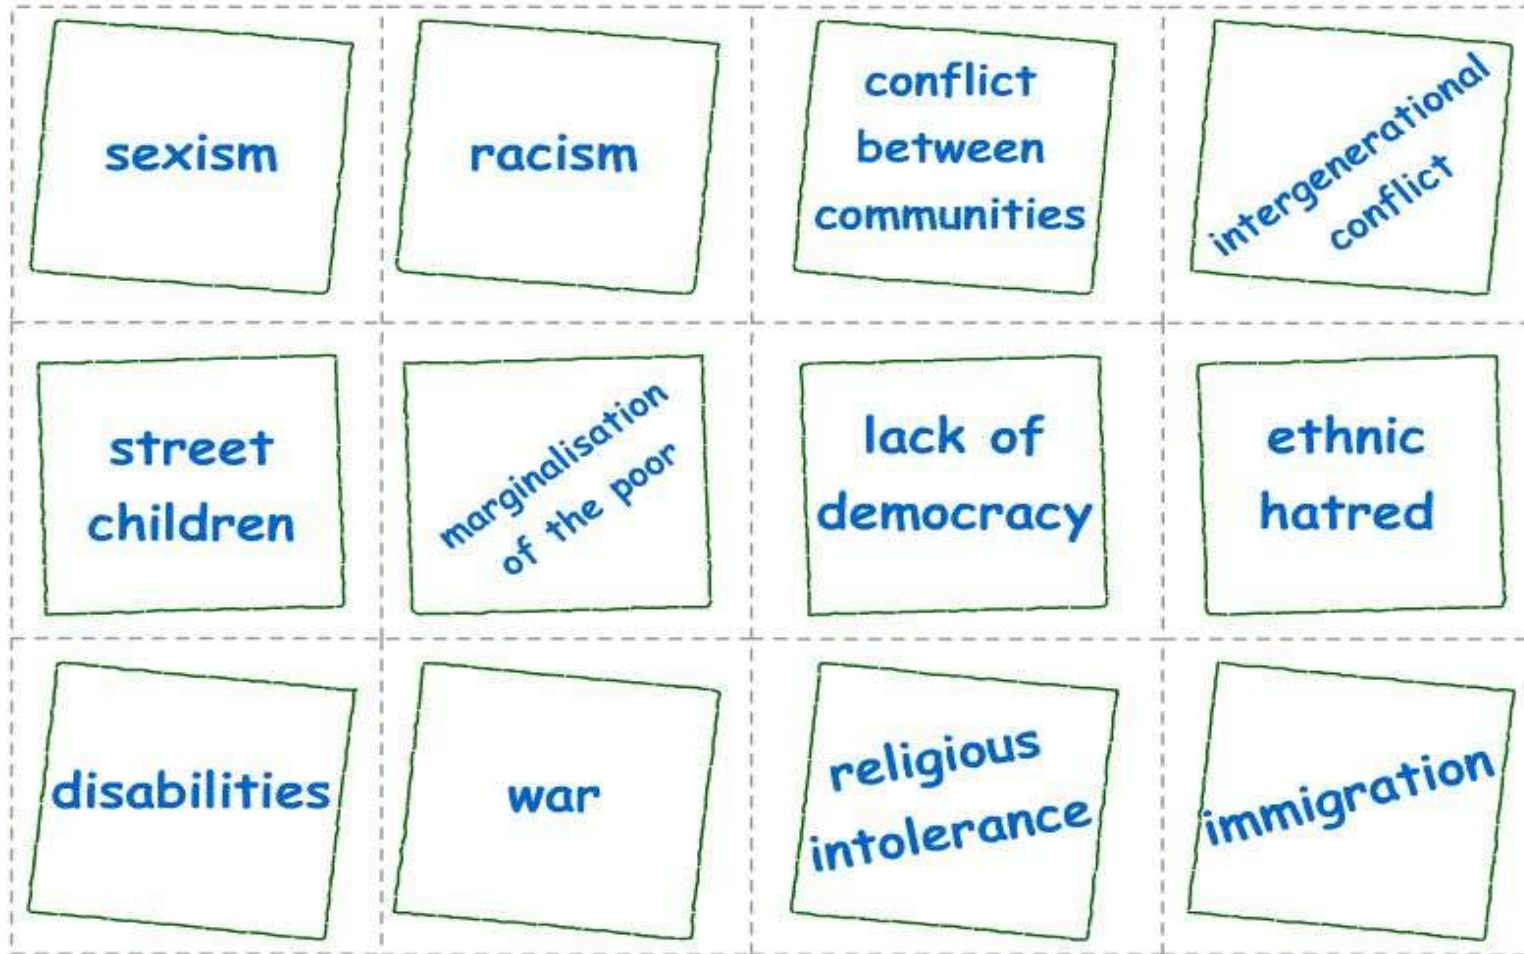 sexism
racism
conflict
between
communities
intergenerational
conflict
street
children
marginalisation
of the poor
lack of
democracy
ethnic
hatred
disabilities
war
religious
intolerance
immigration